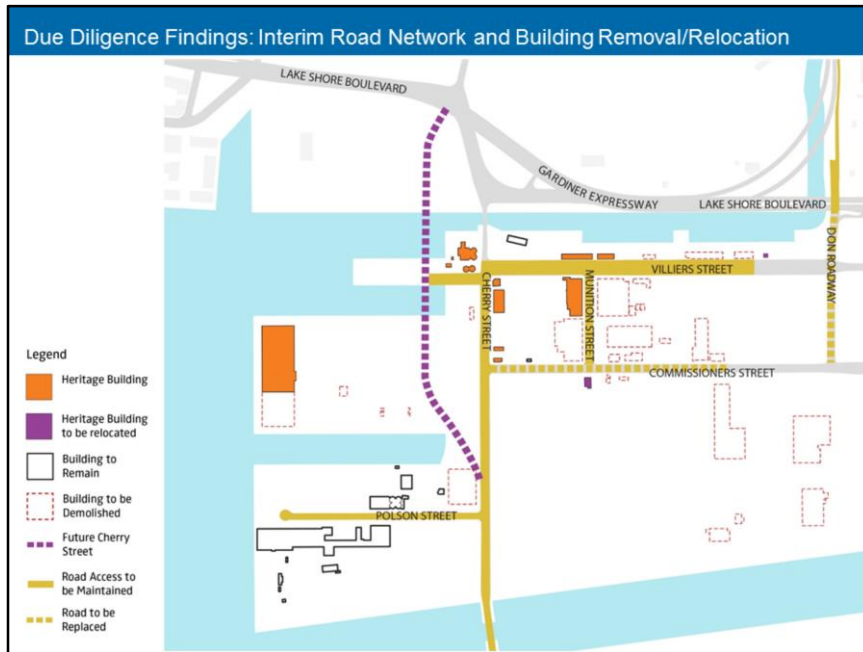 Due Diligence Findings: Interim Road Network and Building Removal/Relocation
LAKE SHORE BOULEVARD
GARDINER EXPRESSWAY
LAKE SHORE BOULEVARD
DON ROADWAY
VILLIERS STREET
CHERRY STREET
MUNITION STREET
COMMISSIONERS STREET
POLSON STREET
Legend
Heritage Building
Heritage Building
to be relocated
Building to
Remain
Building to be
Demolished
Future Cherry
Street
Road Access to
be Maintained
Road to be
Replaced